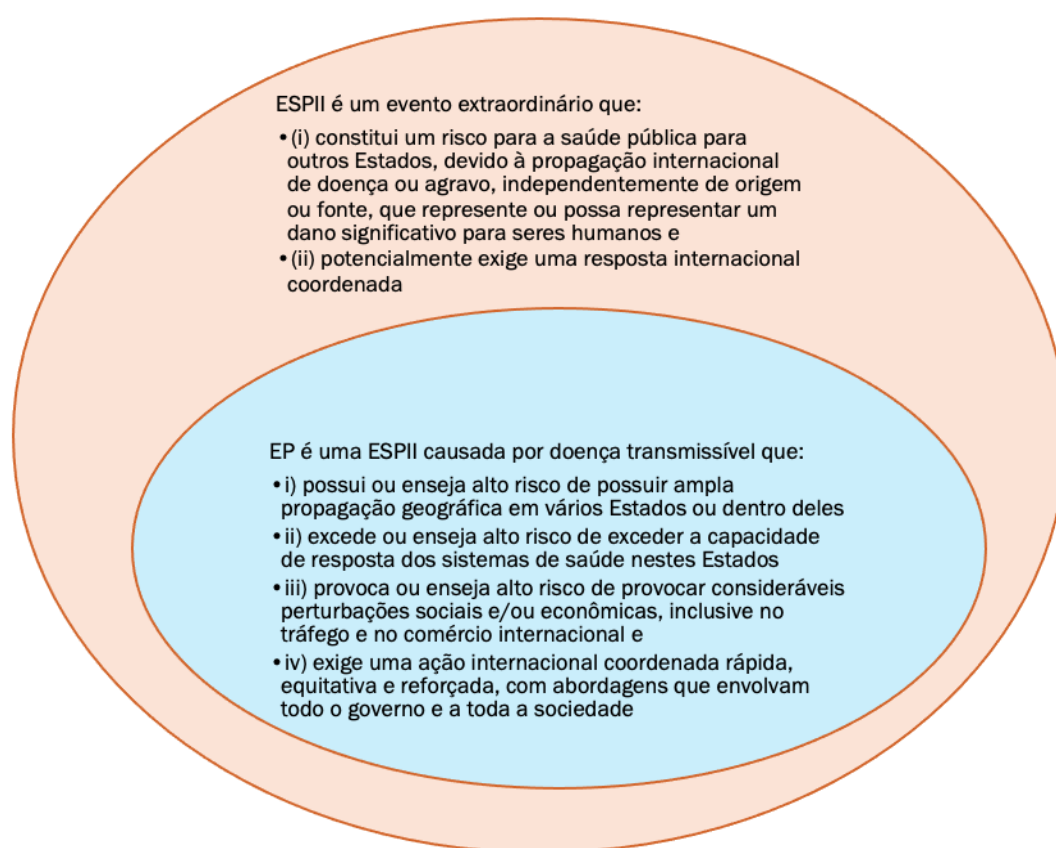 ESPII é um evento extraordinário que:
•(i) constitui um risco para a saúde pública para
outros Estados, devido à propagação internacional
de doença ou agravo, independentemente de origem
ou fonte, que represente ou possa representar um
dano significativo para seres humanos e
•(ii) potencialmente exige uma resposta internacional
coordenada
EP é uma ESPII causada por doença transmissível que:
•i) possui ou enseja alto risco de possuir ampla
propagação geográfica em vários Estados ou dentro deles
•ii) excede ou enseja alto risco de exceder a capacidade
de resposta dos sistemas de saúde nestes Estados
•iii) provoca ou enseja alto risco de provocar consideráveis
perturbações sociais e/ou econômicas, inclusive no
tráfego e no comércio internacional e
•iv) exige uma ação internacional coordenada rápida,
equitativa e reforçada, com abordagens que envolvam
todo o governo e a toda a sociedade